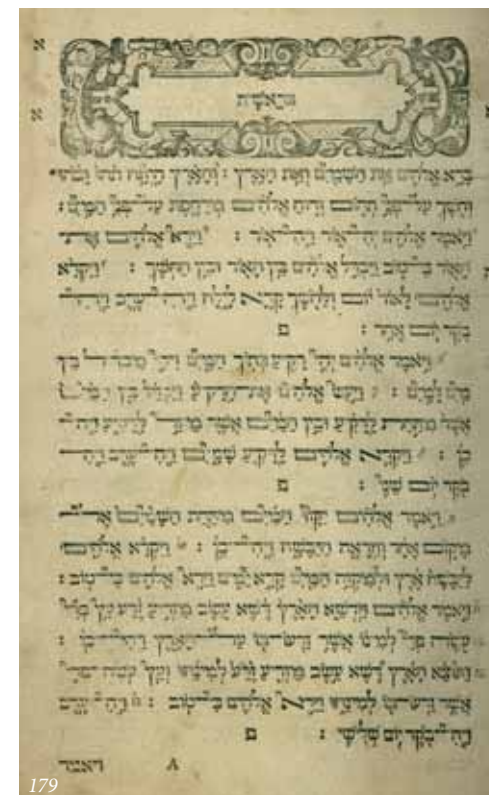 א
בראשית
א
ברא אלהים את השמים ואת הארץ : והארץ היתה תהו ובהו
וחשך על־פני תהום ורוח אלהים מרחפת על־פני המים :
ויאמר אלהים יהי־אור ויהי־אור : וירא אלהים את־
האור כי־טוב ויבדל אלהים בין האור ובין החשך : ויקרא
אלהים לאור יום ולחשך קרא לילה ויהי־ערב ויהי־
בקר יום אחד : פ
ויאמר אלהים יהי רקיע בתוך המים ויהי מבדיל בין
מים למים : ויעש אלהים את־הרקיע ויבדל בין המים
אשר מתחת לרקיע ובין המים אשר מעל לרקיע ויהי־
כן : ויקרא אלהים לרקיע שמים ויהי־ערב ויהי־
בקר יום שני : פ
ויאמר אלהים יקוו המים מתחת השמים אל־
מקום אחד ותראה היבשה ויהי־כן : ויקרא אלהים
ליבשה ארץ ולמקוה המים קרא ימים וירא אלהים כי־טוב :
ויאמר אלהים תדשא הארץ דשא עשב מזריע זרע עץ פרי
עשה פרי למינו אשר זרעו־בו על־הארץ ויהי־כן :
ותוצא הארץ דשא עשב מזריע זרע למינהו ועץ עשה־פרי
אשר זרעו־בו למינהו וירא אלהים כי־טוב : ויהי־ערב
ויהי־בקר יום שלישי : פ
A ויאמר
179